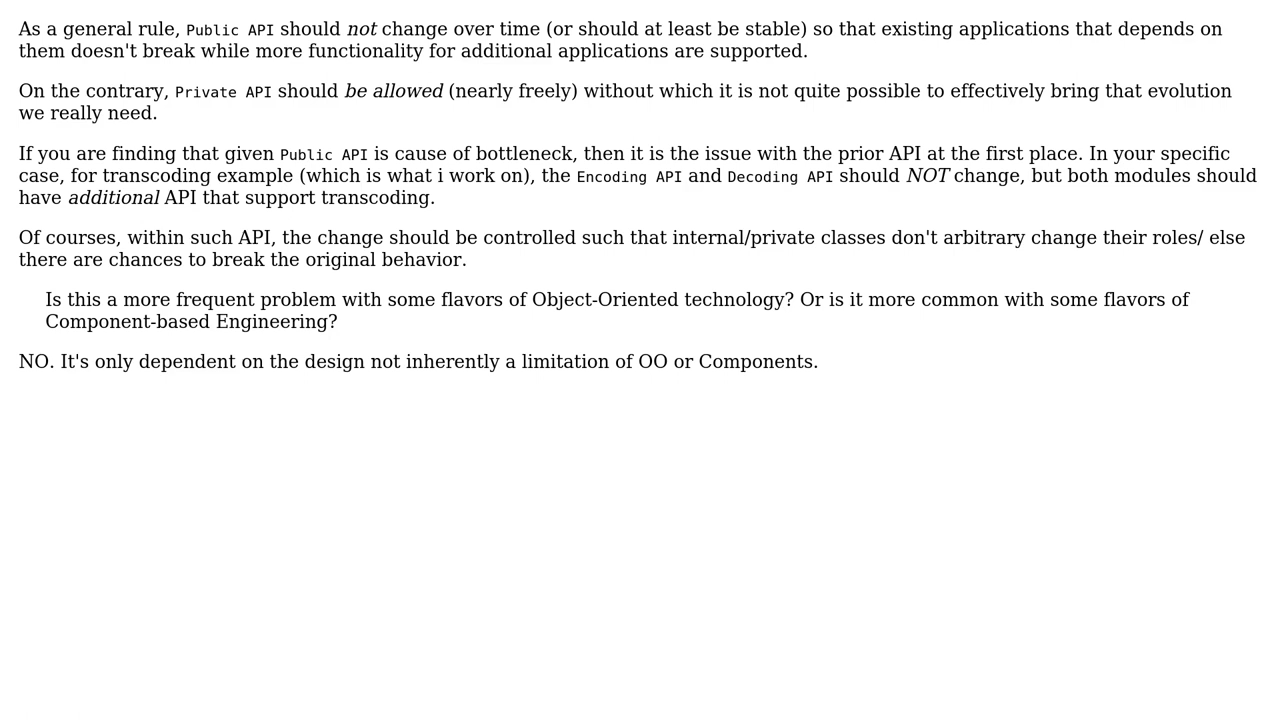 As a general rule, Public API should not change over time (or should at least be stable) so that existing applications that depends on
them doesn't break while more functionality for additional applications are supported.
On the contrary, Private API should be allowed (nearly freely) without which it is not quite possible to effectively bring that evolution
we really need.
If you are finding that given Public API is cause of bottleneck, then it is the issue with the prior API at the first place. In your specific
case, for transcoding example (which is what i work on), the Encoding API and Decoding API should NOT change, but both modules should
have additional API that support transcoding.
Of courses, within such API, the change should be controlled such that internal/private classes don't arbitrary change their roles/ else
there are chances to break the original behavior.
Is this a more frequent problem with some flavors of Object-Oriented technology? Or is it more common with some flavors of
Component-based Engineering?
NO. It's only dependent on the design not inherently a limitation of OO or Components.